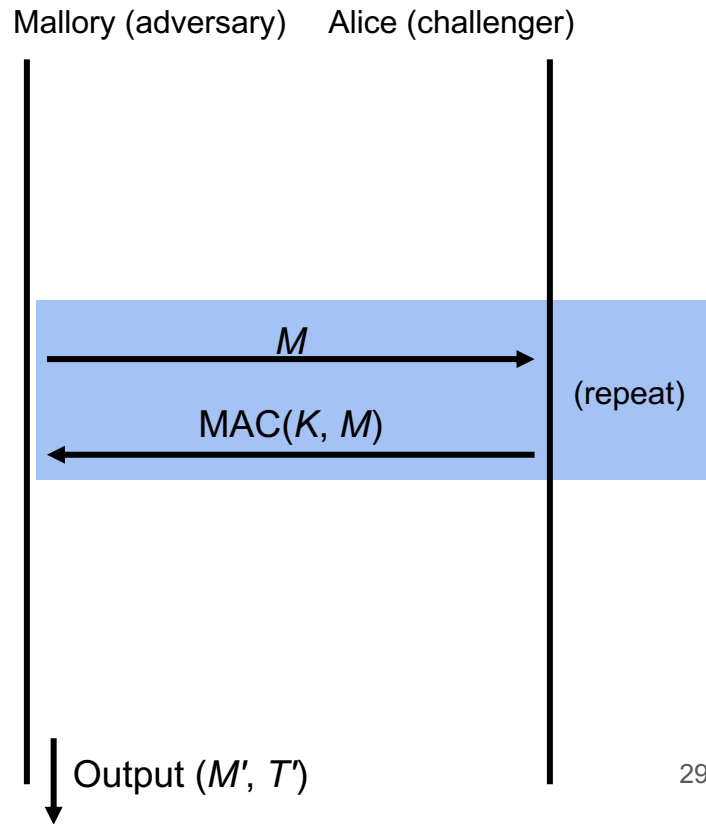 Mallory (adversary) Alice (challenger)
M
(repeat)
MAC(K, M)
Output (M′, T′)
29